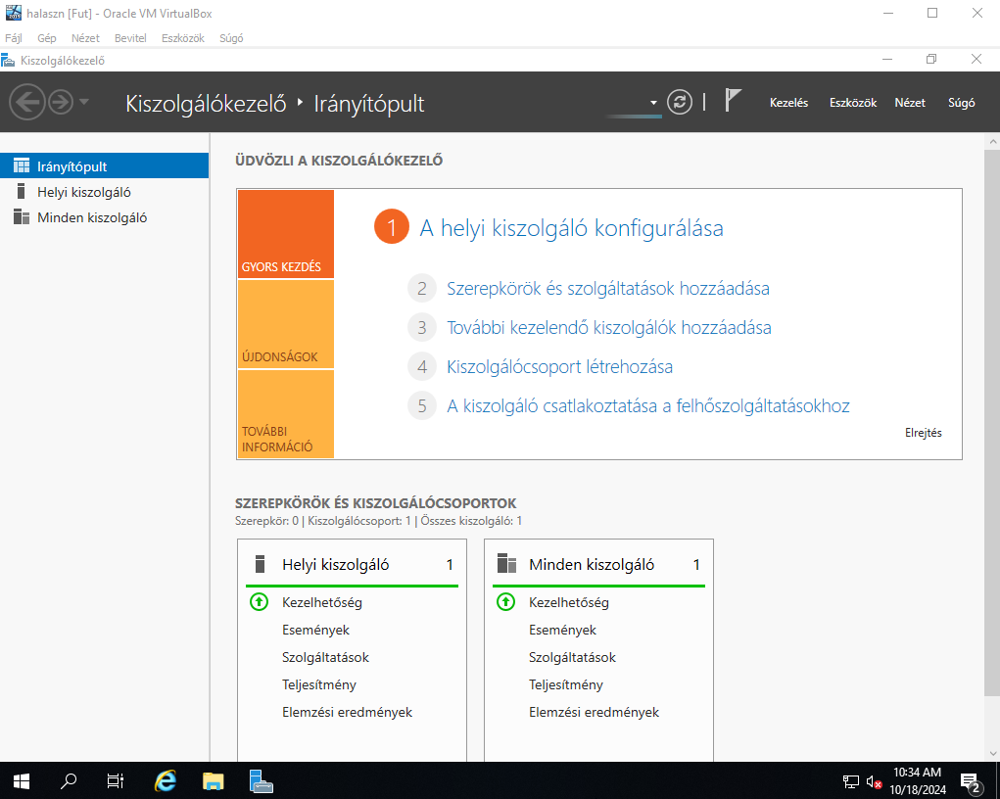 halaszn [Fut] - Oracle VM VirtualBox
Fájl Gép Nézet Bevitel Eszközök Súgó
Kiszolgálókezelő
Kiszolgálókezelő ‣ Irányítópult
Kezelés Eszközök Nézet Súgó
Irányítópult
Helyi kiszolgáló
Minden kiszolgáló
ÜDVÖZLI A KISZOLGÁLÓKEZELŐ
GYORS KEZDÉS
ÚJDONSÁGOK
TOVÁBBI
INFORMÁCIÓ
1 A helyi kiszolgáló konfigurálása
2 Szerepkörök és szolgáltatások hozzáadása
3 További kezelendő kiszolgálók hozzáadása
4 Kiszolgálócsoport létrehozása
5 A kiszolgáló csatlakoztatása a felhőszolgáltatásokhoz
Elrejtés
SZEREPKÖRÖK ÉS KISZOLGÁLÓCSOPORTOK
Szerepkör: 0 | Kiszolgálócsoport: 1 | Összes kiszolgáló: 1
Helyi kiszolgáló 1
Kezelhetőség
Események
Szolgáltatások
Teljesítmény
Elemzési eredmények
Minden kiszolgáló 1
Kezelhetőség
Események
Szolgáltatások
Teljesítmény
Elemzési eredmények
10:34 AM
10/18/2024
2